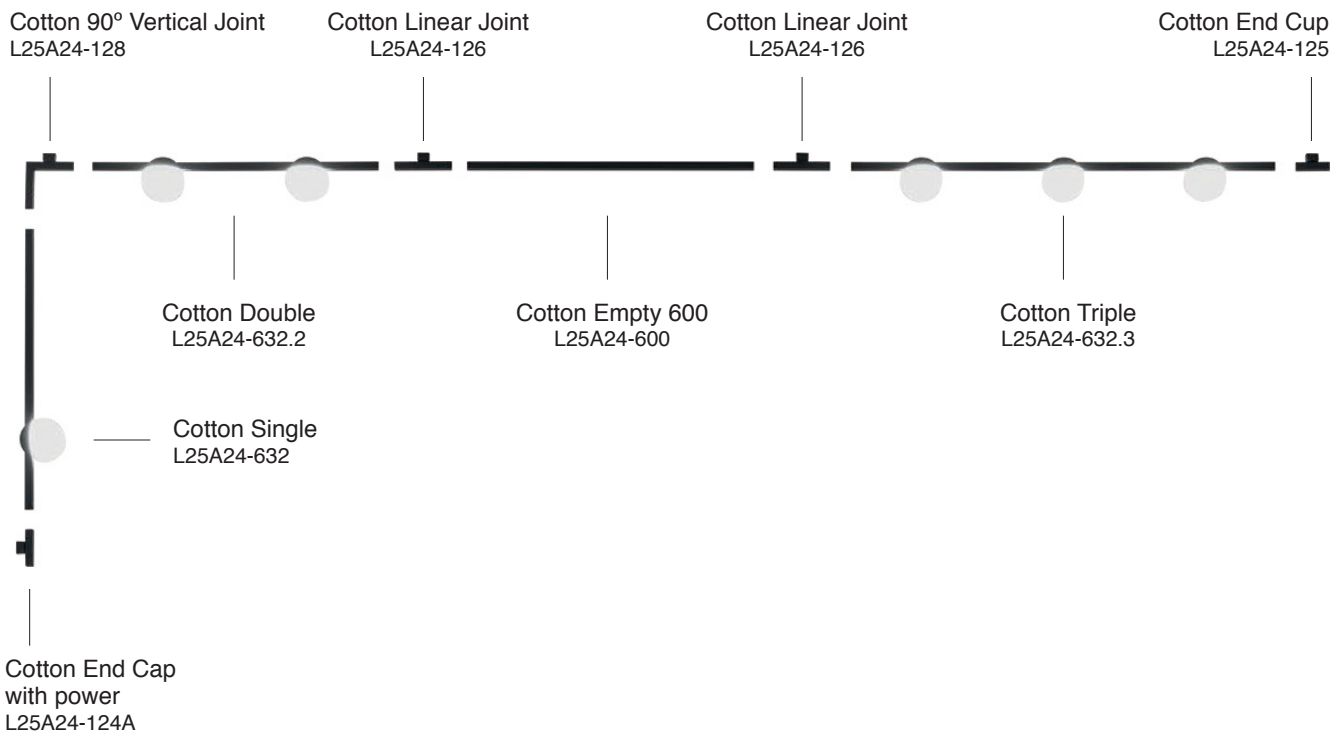 Cotton 90º Vertical Joint
L25A24-128
Cotton Linear Joint
L25A24-126
Cotton Linear Joint
L25A24-126
Cotton End Cup
L25A24-125
Cotton Double
L25A24-632.2
Cotton Empty 600
L25A24-600
Cotton Triple
L25A24-632.3
Cotton Single
L25A24-632
Cotton End Cap
with power
L25A24-124A